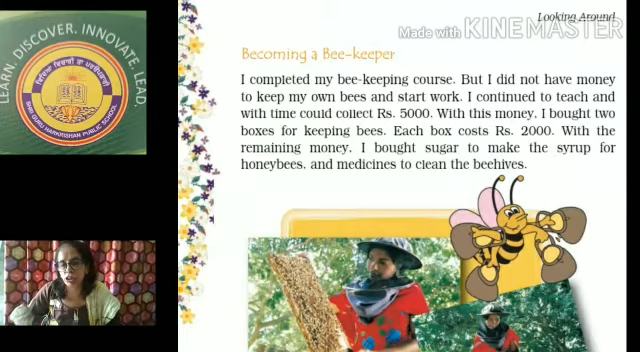 LEARN. DISCOVER. INNOVATE. LEAD.
SHRI GURU HARKRISHAN PUBLIC SCHOOL
Looking Around
Made with KINEMASTER
Becoming a Bee-keeper
I completed my bee-keeping course. But I did not have money
to keep my own bees and start work. I continued to teach and
with time could collect Rs. 5000. With this money, I bought two
boxes for keeping bees. Each box costs Rs. 2000. With the
remaining money, I bought sugar to make the syrup for
honeybees, and medicines to clean the beehives.